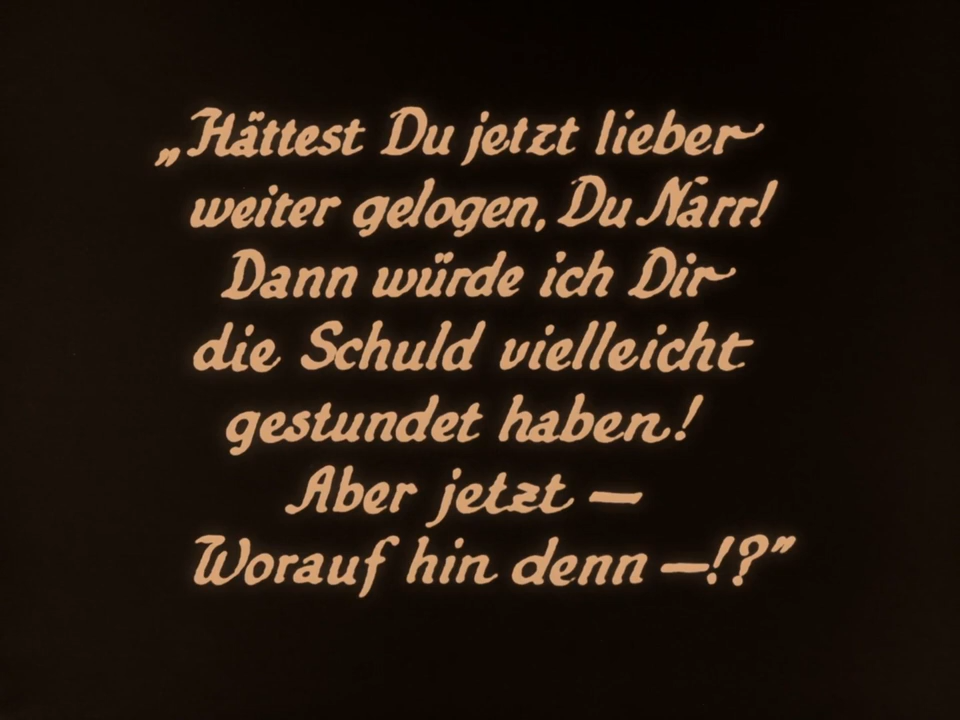 „Hättest Du jetzt lieber
weiter gelogen, Du Narr!
Dann würde ich Dir
die Schuld vielleicht
gestundet haben!
Aber jetzt —
Worauf hin denn —!?”